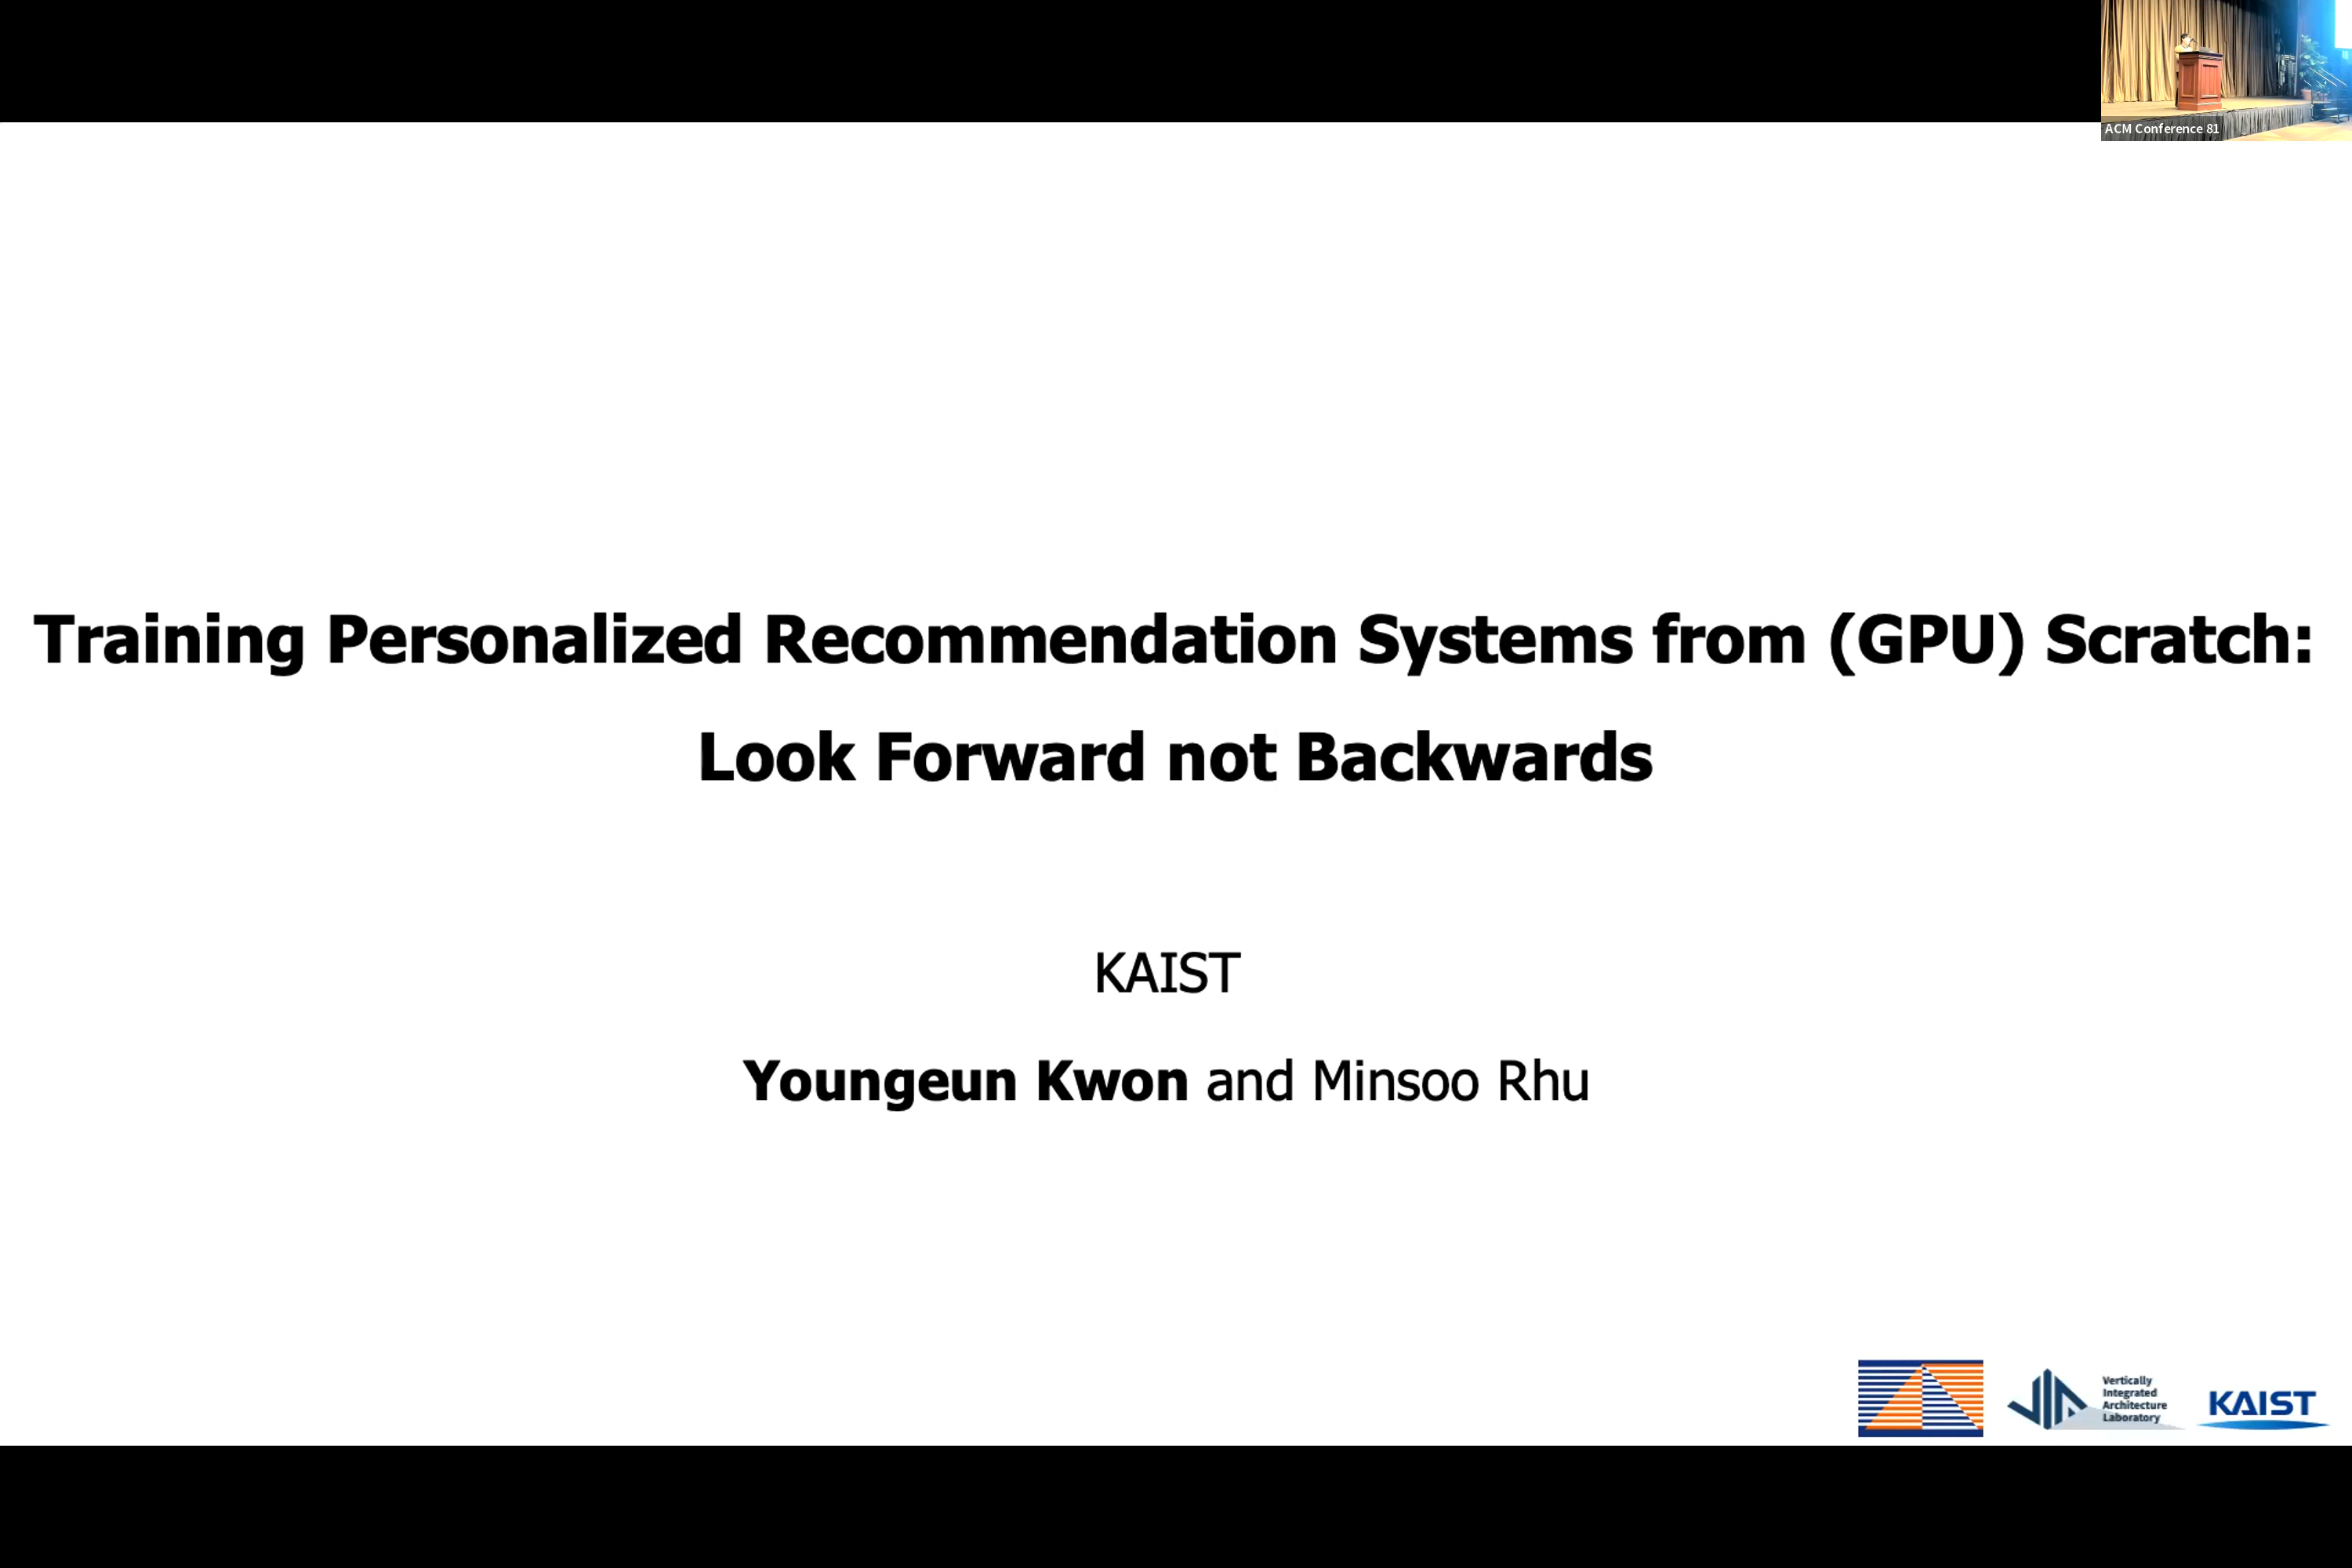 ACM Conference 81
Training Personalized Recommendation Systems from (GPU) Scratch:
Look Forward not Backwards
KAIST
Youngeun Kwon and Minsoo Rhu
Vertically
Integrated
Architecture
Laboratory
KAIST